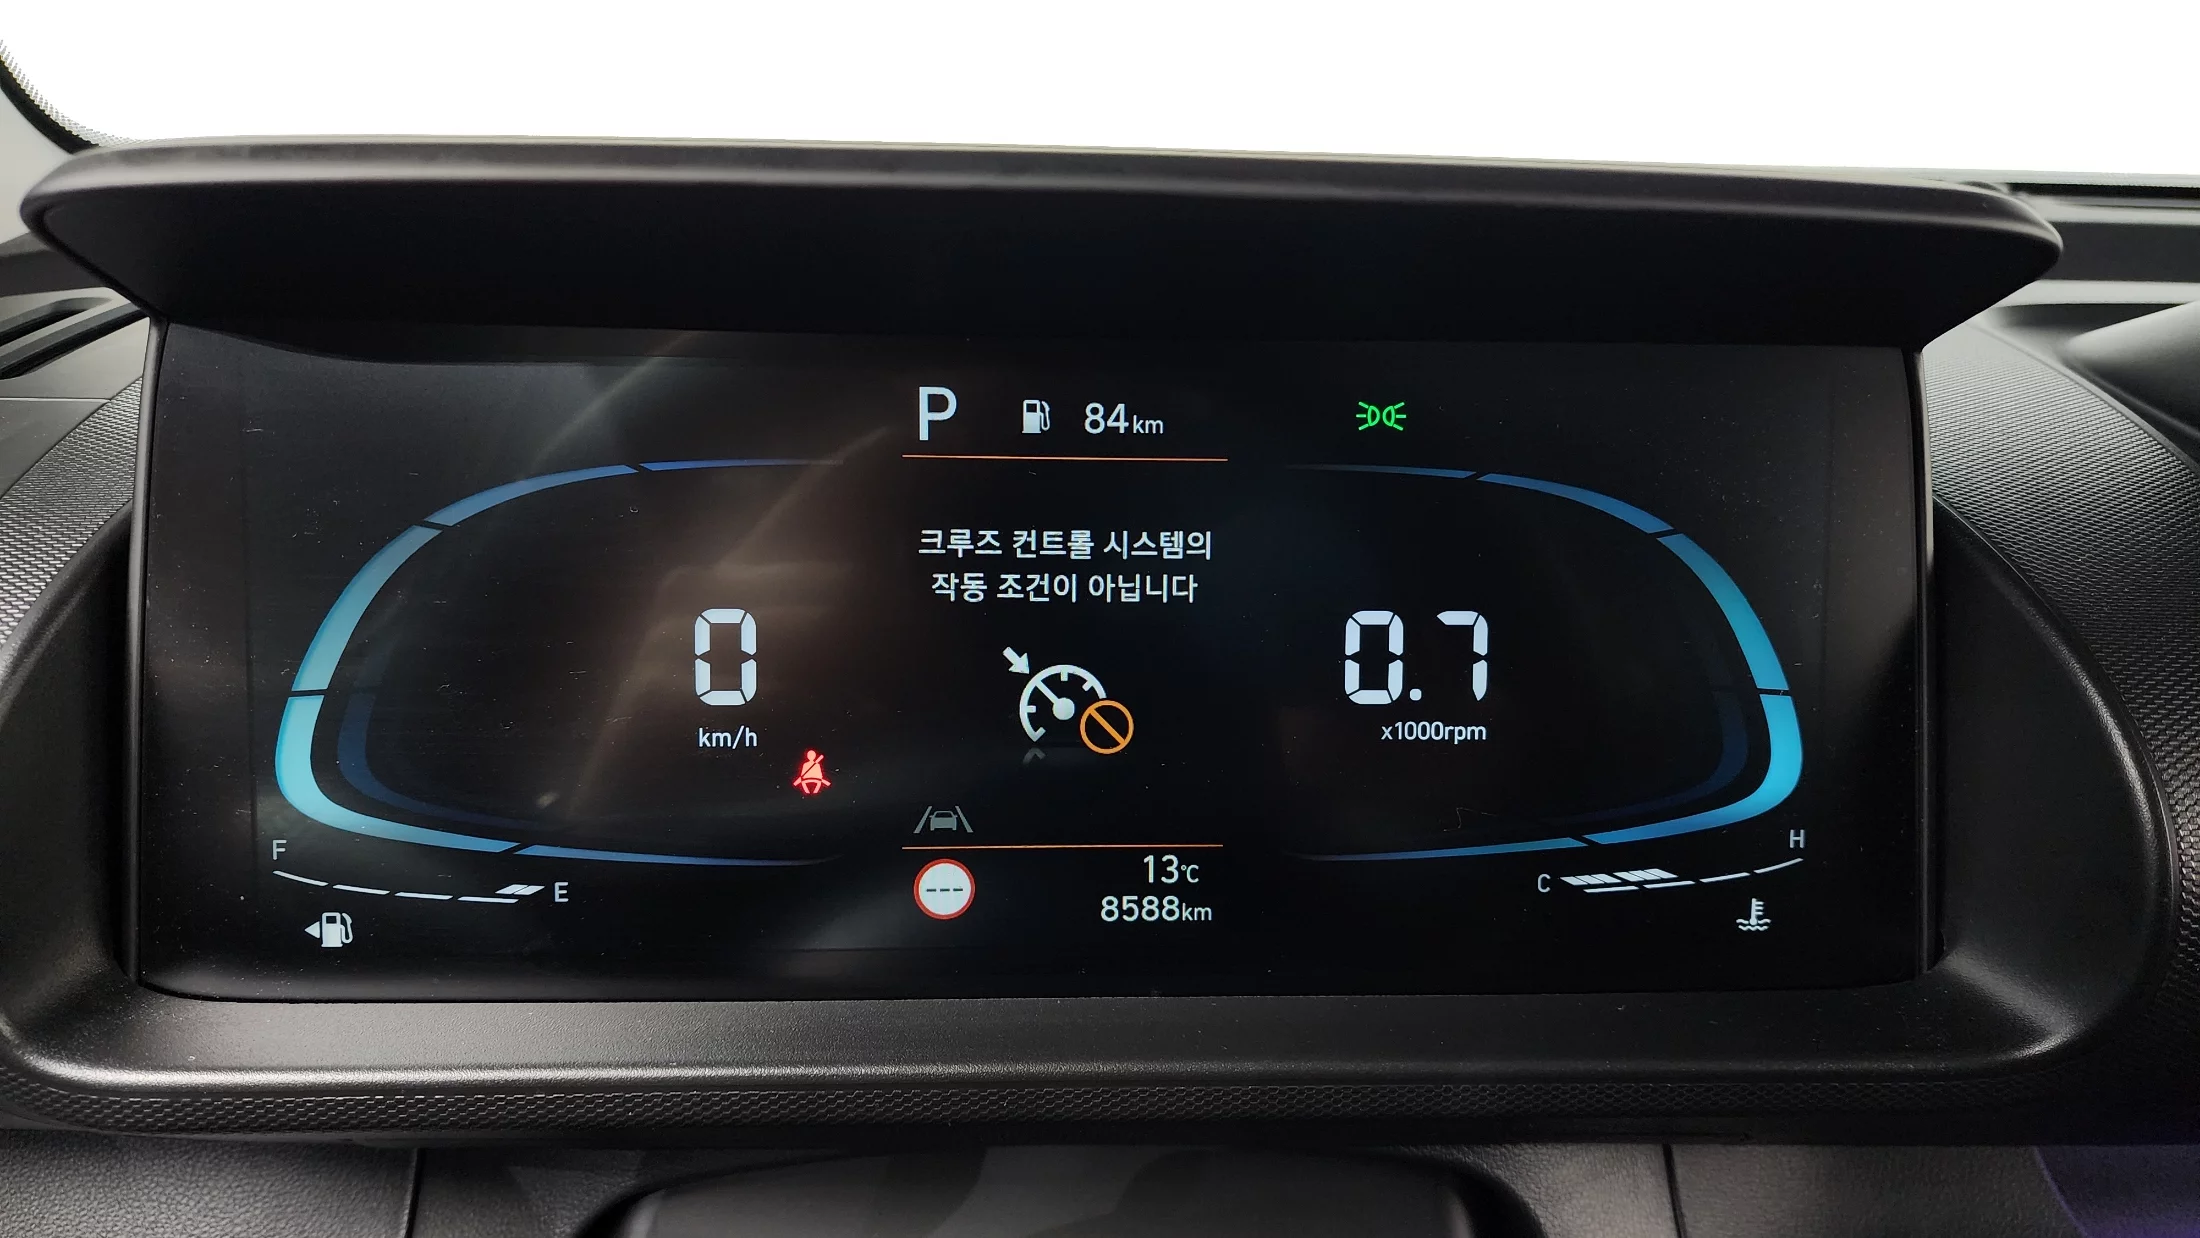 P 84km
크루즈 컨트롤 시스템의
작동 조건이 아닙니다
0
km/h
0.7
x1000rpm
F
E
---
13℃
8588km
C
H